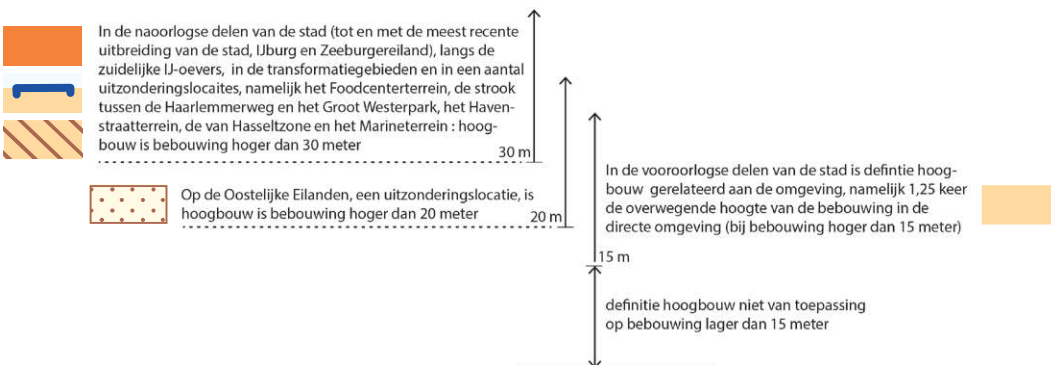 In de naoorlogse delen van de stad (tot en met de meest recente
uitbreiding van de stad, IJburg en Zeeburgereiland), langs de
zuidelijke IJ-oevers, in de transformatiegebieden en in een aantal
uitzonderingslocaites, namelijk het Foodcenterterrein, de strook
tussen de Haarlemmerweg en het Groot Westerpark, het Haven-
straatterrein, de van Hasseltzone en het Marineterrein : hoog-
bouw is bebouwing hoger dan 30 meter
30 m
Op de Oostelijke Eilanden, een uitzonderingslocatie, is
hoogbouw is bebouwing hoger dan 20 meter
20 m
In de vooroorlogse delen van de stad is defintie hoog-
bouw gerelateerd aan de omgeving, namelijk 1,25 keer
de overwegende hoogte van de bebouwing in de
directe omgeving (bij bebouwing hoger dan 15 meter)
15 m
definitie hoogbouw niet van toepassing
op bebouwing lager dan 15 meter